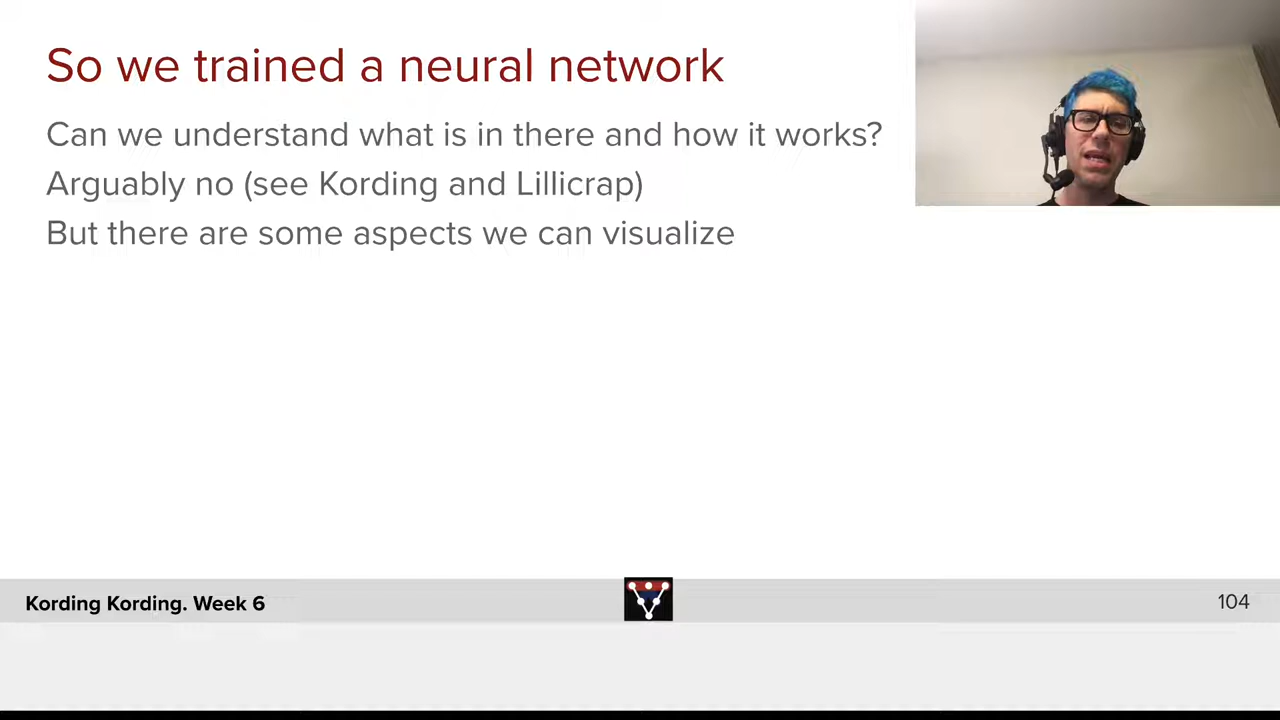 So we trained a neural network
Can we understand what is in there and how it works?
Arguably no (see Kording and Lillicrap)
But there are some aspects we can visualize
Kording Kording. Week 6
104